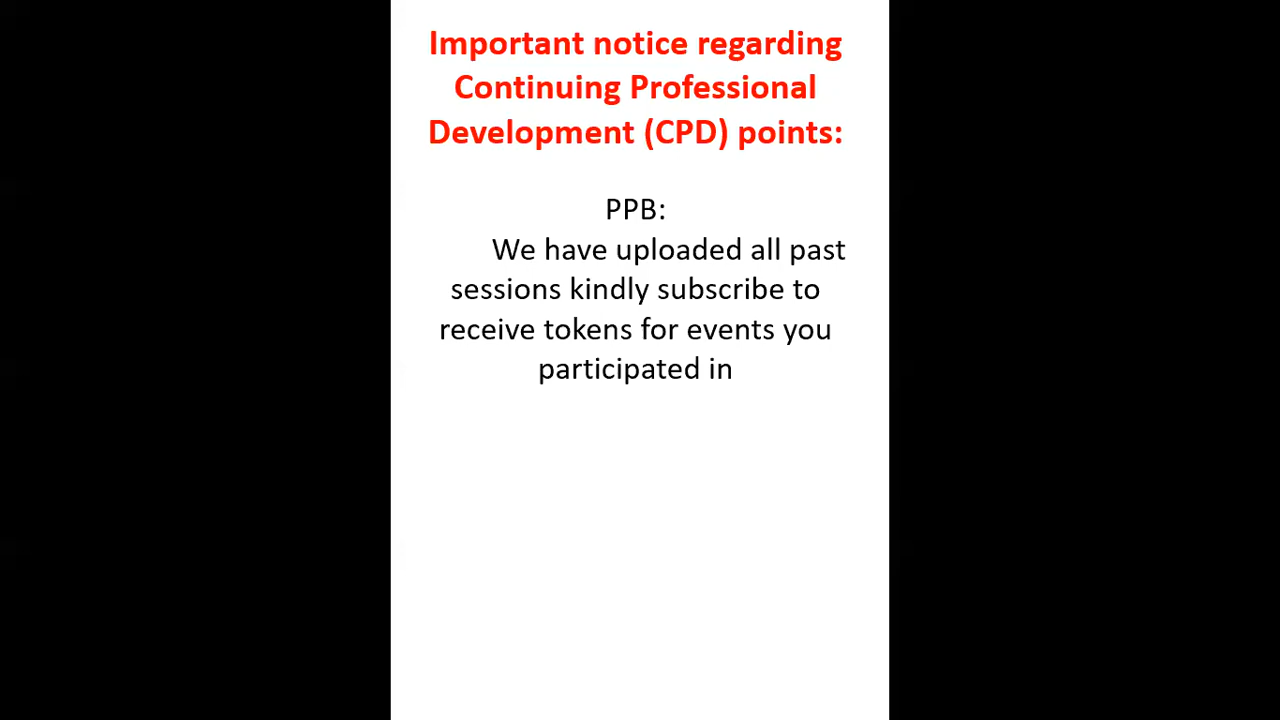 Important notice regarding
Continuing Professional
Development (CPD) points:
PPB:
We have uploaded all past
sessions kindly subscribe to
receive tokens for events you
participated in